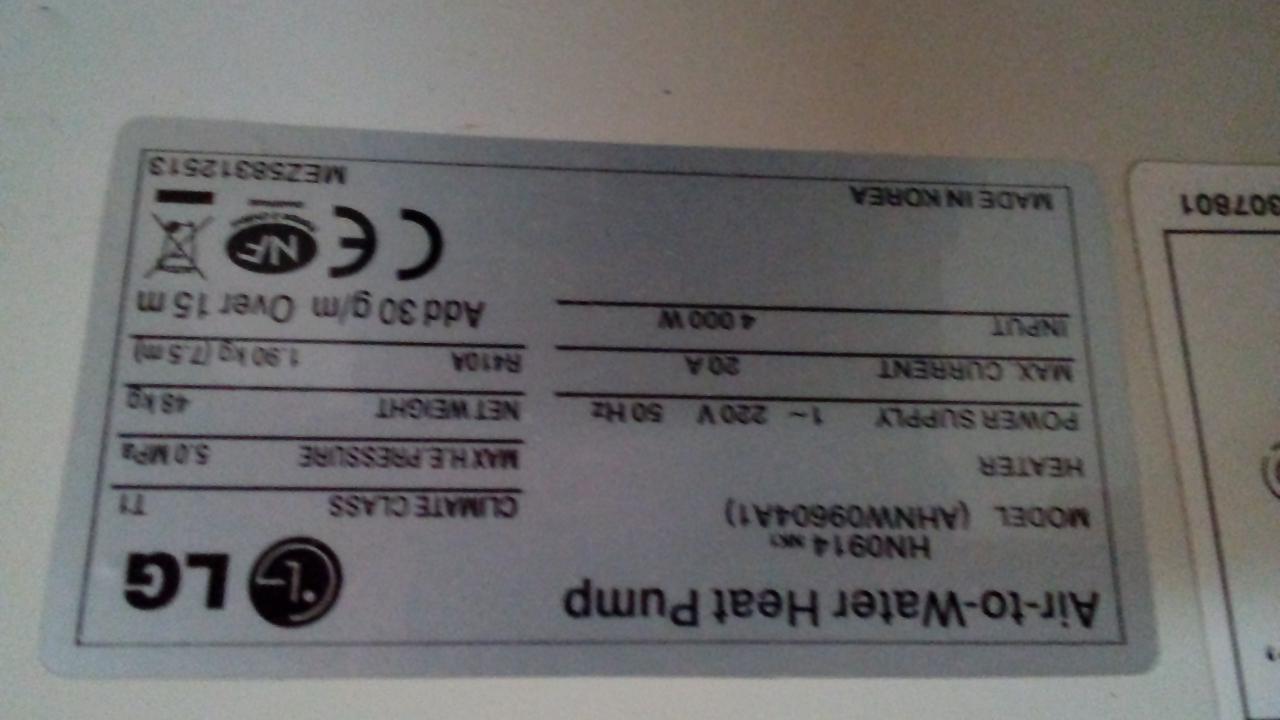 Air-to-Water Heat Pump
LG
HN0914 NK1
MODEL (AHNW09604A1)
HEATER
POWER SUPPLY 1~ 220 V 50 Hz
MAX. CURRENT 20 A
INPUT 4 000 W
MADE IN KOREA
CLIMATE CLASS T1
MAX H.E.PRESSURE 5.0 MPa
NET WEIGHT 48 kg
R410A 1.90 kg (7.5 m)
Add 30 g/m Over 15 m
CE NF
MEZ58312513
307801